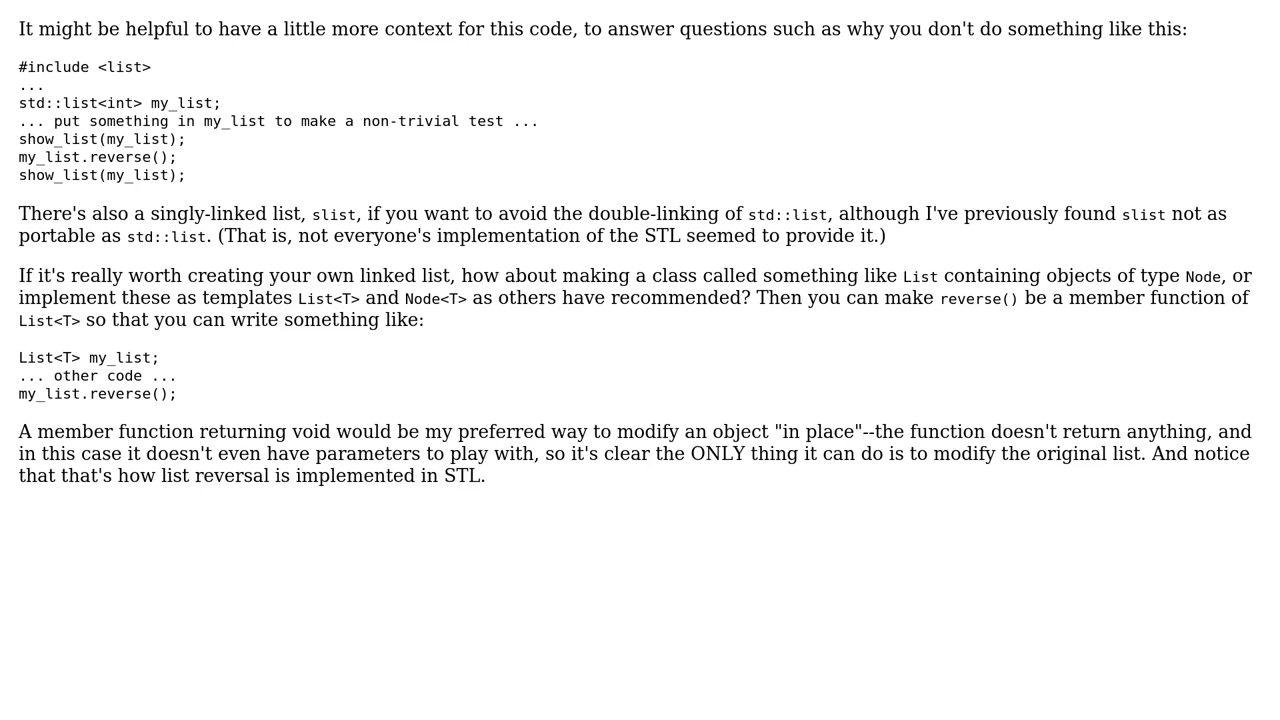 It might be helpful to have a little more context for this code, to answer questions such as why you don't do something like this:
#include <list>
...
std::list<int> my_list;
... put something in my_list to make a non-trivial test ...
show_list(my_list);
my_list.reverse();
show_list(my_list);
There's also a singly-linked list, slist, if you want to avoid the double-linking of std::list, although I've previously found slist not as
portable as std::list. (That is, not everyone's implementation of the STL seemed to provide it.)
If it's really worth creating your own linked list, how about making a class called something like List containing objects of type Node, or
implement these as templates List<T> and Node<T> as others have recommended? Then you can make reverse() be a member function of
List<T> so that you can write something like:
List<T> my_list;
... other code ...
my_list.reverse();
A member function returning void would be my preferred way to modify an object "in place"--the function doesn't return anything, and
in this case it doesn't even have parameters to play with, so it's clear the ONLY thing it can do is to modify the original list. And notice
that that's how list reversal is implemented in STL.